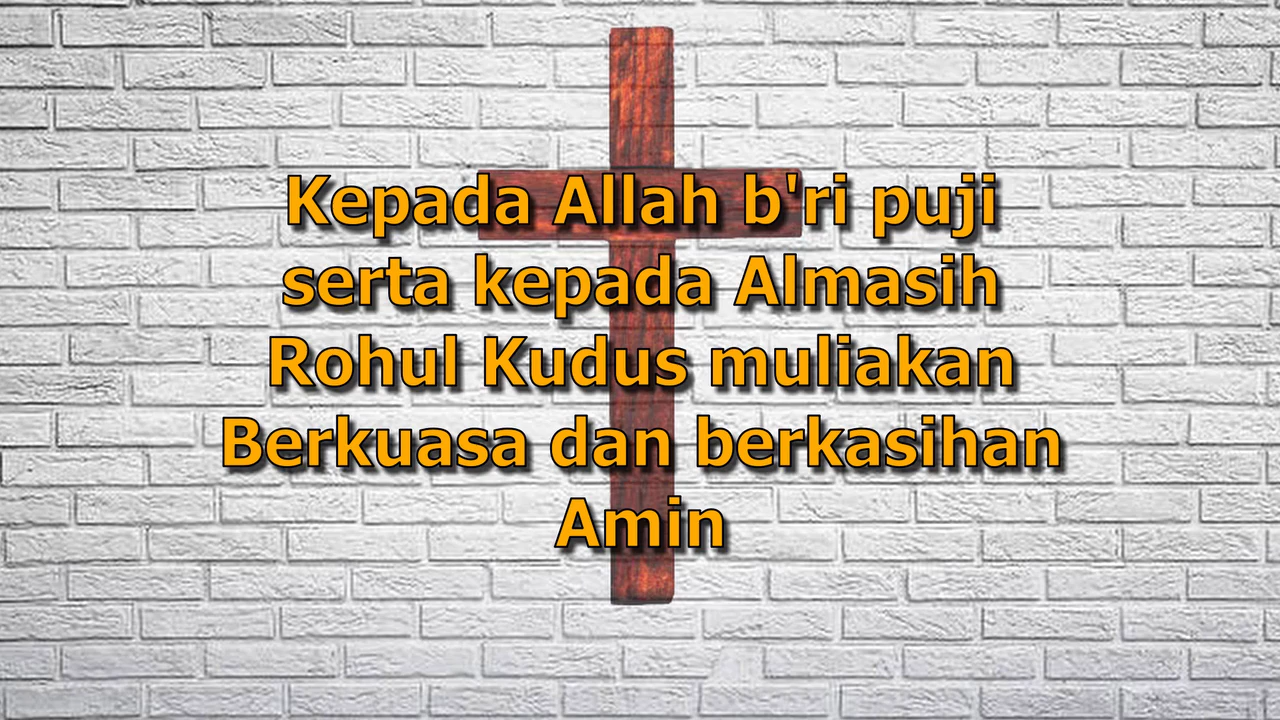 Kepada Allah b'ri puji
serta kepada Almasih
Rohul Kudus muliakan
Berkuasa dan berkasihan
Amin